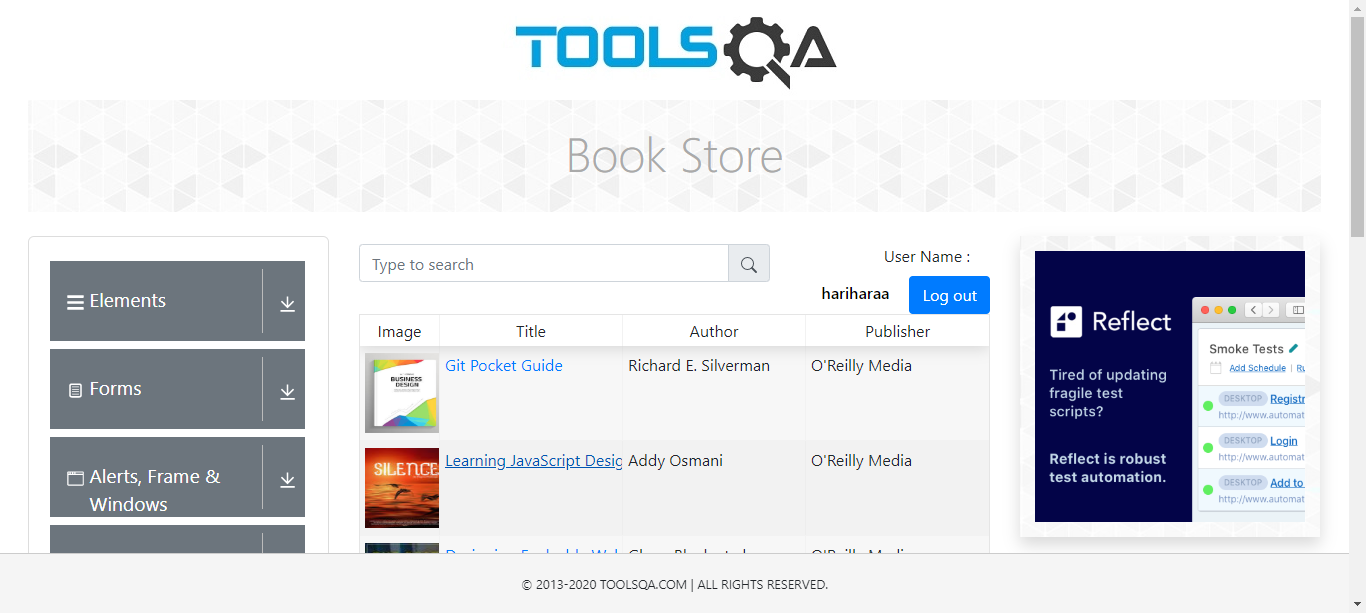 TOOLSQA
Book Store
Elements
Forms
Alerts, Frame &
Windows
Type to search
User Name :
hariharaa
Log out
Image Title Author Publisher
BUSINESS
DESIGN
Git Pocket Guide Richard E. Silverman O'Reilly Media
SILENCE
Learning JavaScript Desig Addy Osmani O'Reilly Media
Reflect
Tired of updating
fragile test
scripts?
Reflect is robust
test automation.
Smoke Tests
Add Schedule | Ru
DESKTOP Registr
http://www.automat
DESKTOP Login
http://www.automat
DESKTOP Add to
http://www.automat
© 2013-2020 TOOLSQA.COM | ALL RIGHTS RESERVED.